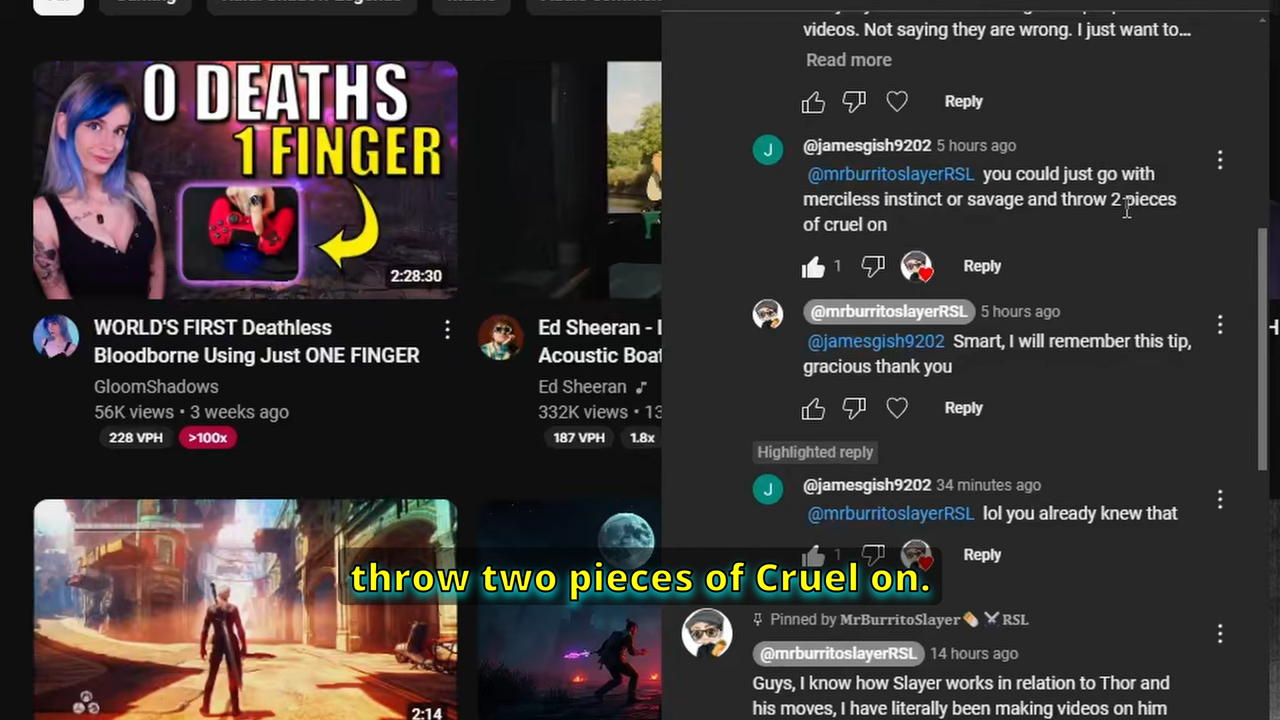 videos. Not saying they are wrong. I just want to...
Read more
Reply
0 DEATHS
1 FINGER
2:28:30
WORLD'S FIRST Deathless
Bloodborne Using Just ONE FINGER
GloomShadows
56K views • 3 weeks ago
228 VPH >100x
Ed Sheeran -
Acoustic Boat
Ed Sheeran
332K views • 13
187 VPH 1.8x
J
@jamesgish9202 5 hours ago
@mrburritoslayerRSL you could just go with
merciless instinct or savage and throw 2 pieces
of cruel on
1 Reply
@mrburritoslayerRSL 5 hours ago
@jamesgish9202 Smart, I will remember this tip,
gracious thank you
Reply
Highlighted reply
J
@jamesgish9202 34 minutes ago
@mrburritoslayerRSL lol you already knew that
1 Reply
throw two pieces of Cruel on.
2:14
Pinned by MrBurritoSlayer🌯⚔️RSL
@mrburritoslayerRSL 14 hours ago
Guys, I know how Slayer works in relation to Thor and
his moves, I have literally been making videos on him